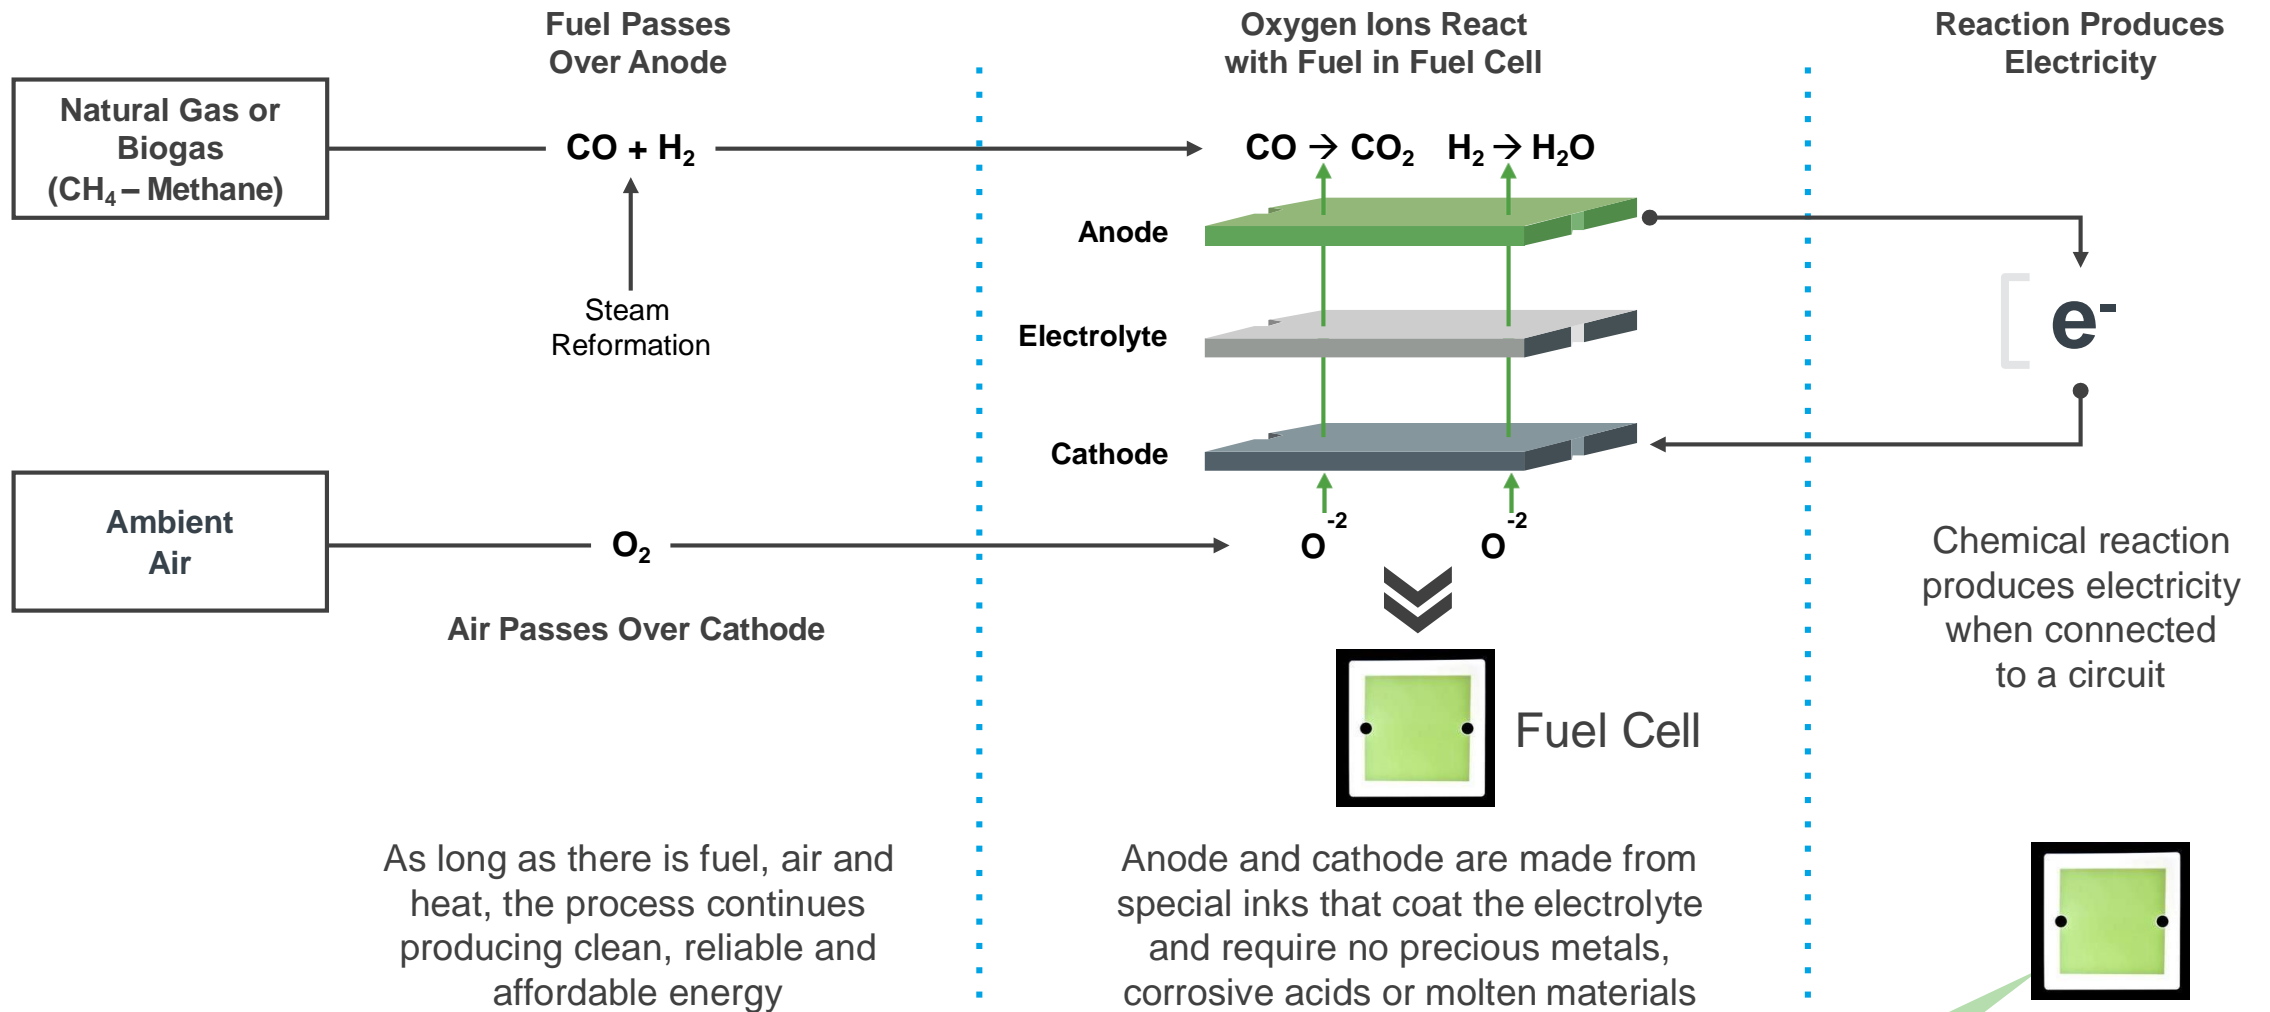 Fuel Passes
Over Anode
Oxygen Ions React
with Fuel in Fuel Cell
Reaction Produces
Electricity
Natural Gas or
Biogas
(CH₄ – Methane)
CO + H₂
CO → CO₂ H₂ → H₂O
Anode
Steam
Reformation
Electrolyte
e⁻
Cathode
Ambient
Air
O₂
O⁻² O⁻²
Air Passes Over Cathode
Chemical reaction
produces electricity
when connected
to a circuit
Fuel Cell
As long as there is fuel, air and
heat, the process continues
producing clean, reliable and
affordable energy
Anode and cathode are made from
special inks that coat the electrolyte
and require no precious metals,
corrosive acids or molten materials